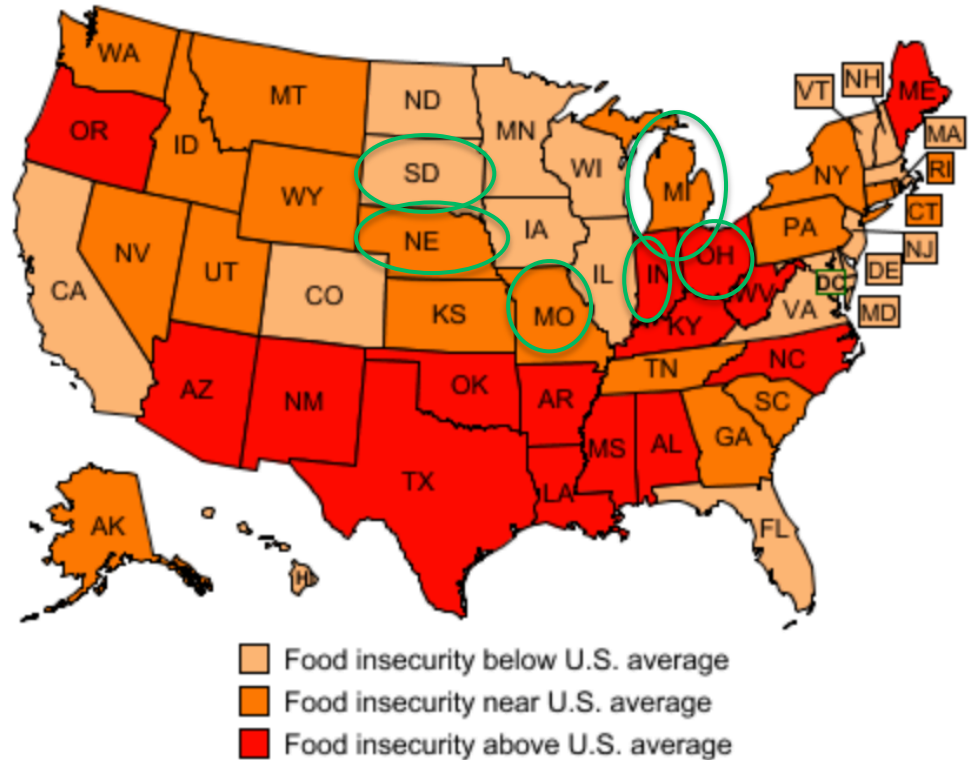 WA
MT
ND
MN
VT
NH
ME
OR
ID
SD
WI
MI
NY
MA
RI
WY
NE
IA
PA
CT
NJ
NV
UT
CO
IL
IN
OH
DC
DE
CA
KS
MO
KY
WV
VA
MD
AZ
NM
OK
AR
TN
NC
SC
TX
LA
MS
AL
GA
AK
H
FL
Food insecurity below U.S. average
Food insecurity near U.S. average
Food insecurity above U.S. average